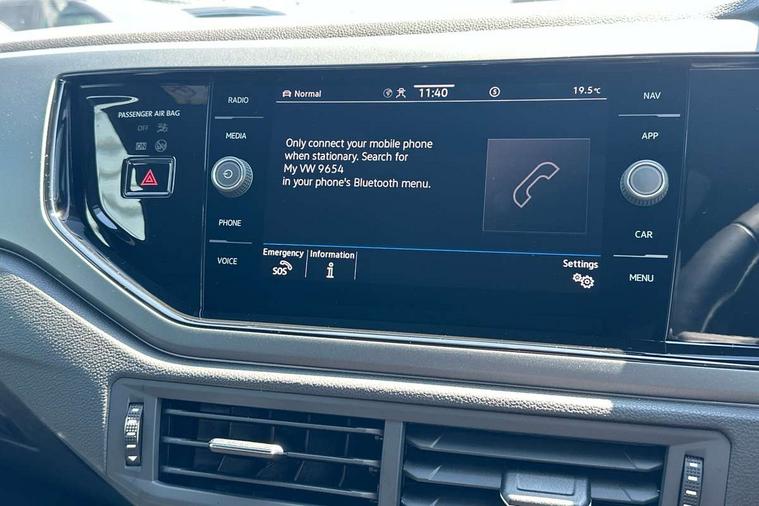 PASSENGER AIR BAG
OFF
ON
RADIO
MEDIA
PHONE
VOICE
Normal
11:40
19.5°C
Only connect your mobile phone
when stationary. Search for
My VW 9654
in your phone's Bluetooth menu.
Emergency
SOS
Information
i
Settings
NAV
APP
CAR
MENU